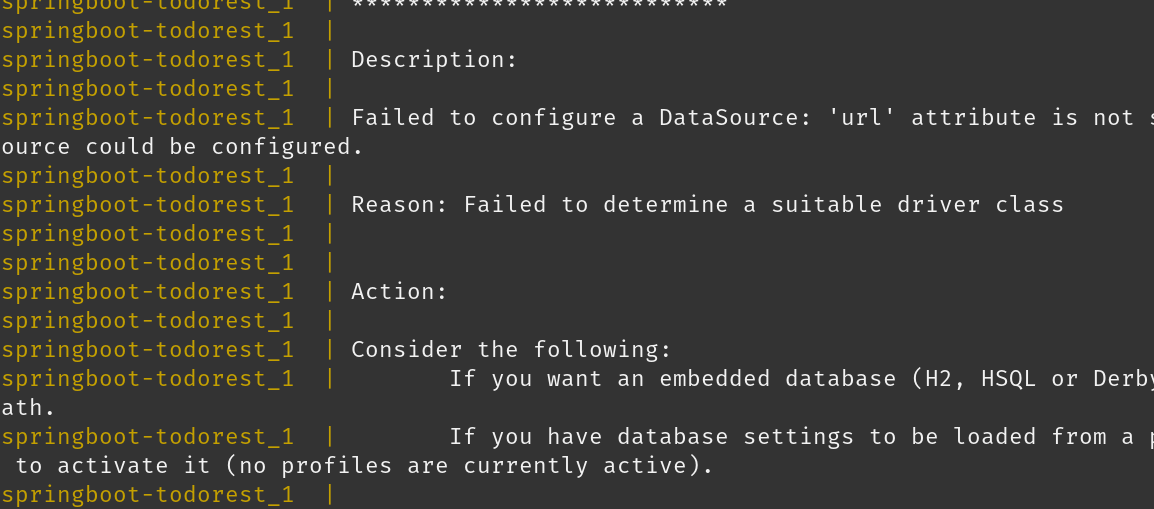 springboot-todorest_1 | ***************************
springboot-todorest_1 |
springboot-todorest_1 | Description:
springboot-todorest_1 |
springboot-todorest_1 | Failed to configure a DataSource: 'url' attribute is not
ource could be configured.
springboot-todorest_1 |
springboot-todorest_1 | Reason: Failed to determine a suitable driver class
springboot-todorest_1 |
springboot-todorest_1 |
springboot-todorest_1 | Action:
springboot-todorest_1 |
springboot-todorest_1 | Consider the following:
springboot-todorest_1 | If you want an embedded database (H2, HSQL or Derby
ath.
springboot-todorest_1 | If you have database settings to be loaded from a
to activate it (no profiles are currently active).
springboot-todorest_1 |